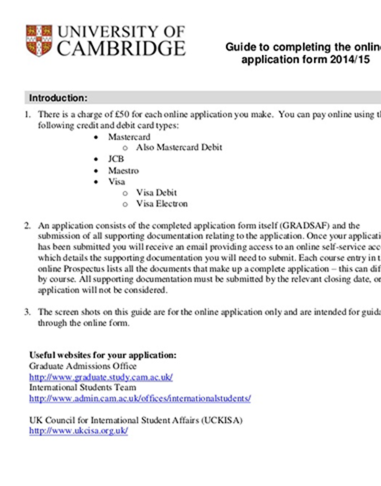 UNIVERSITY OF
CAMBRIDGE
Guide to completing the online
application form 2014/15
Introduction:
1. There is a charge of £50 for each online application you make. You can pay online using th
following credit and debit card types:
• Mastercard
o Also Mastercard Debit
• JCB
• Maestro
• Visa
o Visa Debit
o Visa Electron
2. An application consists of the completed application form itself (GRADSAF) and the
submission of all supporting documentation relating to the application. Once your applicati
has been submitted you will receive an email providing access to an online self-service acc
which details the supporting documentation you will need to submit. Each course entry in t
online Prospectus lists all the documents that make up a complete application – this can dif
by course. All supporting documentation must be submitted by the relevant closing date, or
application will not be considered.
3. The screen shots on this guide are for the online application only and are intended for guida
through the online form.
Useful websites for your application:
Graduate Admissions Office
http://www.graduate.study.cam.ac.uk/
International Students Team
http://www.admin.cam.ac.uk/offices/internationalstudents/
UK Council for International Student Affairs (UCKISA)
http://www.ukcisa.org.uk/